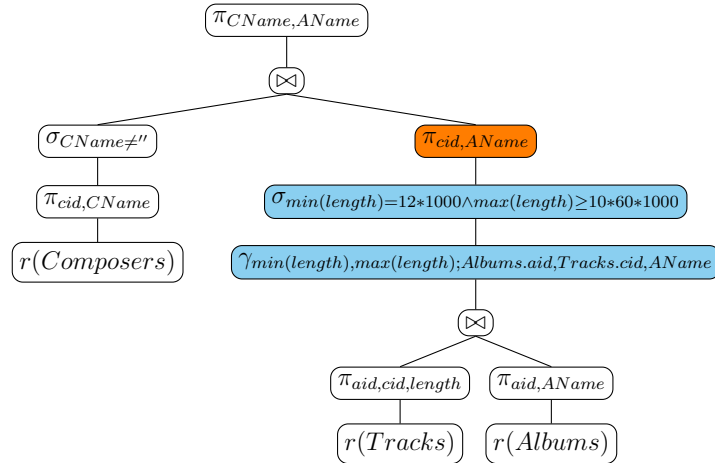 π_{CName,AName}
⋈
σ_{CName≠''} π_{cid,AName}
π_{cid,CName} σ_{min(length)=12*1000∧max(length)≥10*60*1000}
r(Composers) γ_{min(length),max(length);Albums.aid,Tracks.cid,AName}
⋈
π_{aid,cid,length} π_{aid,AName}
r(Tracks) r(Albums)